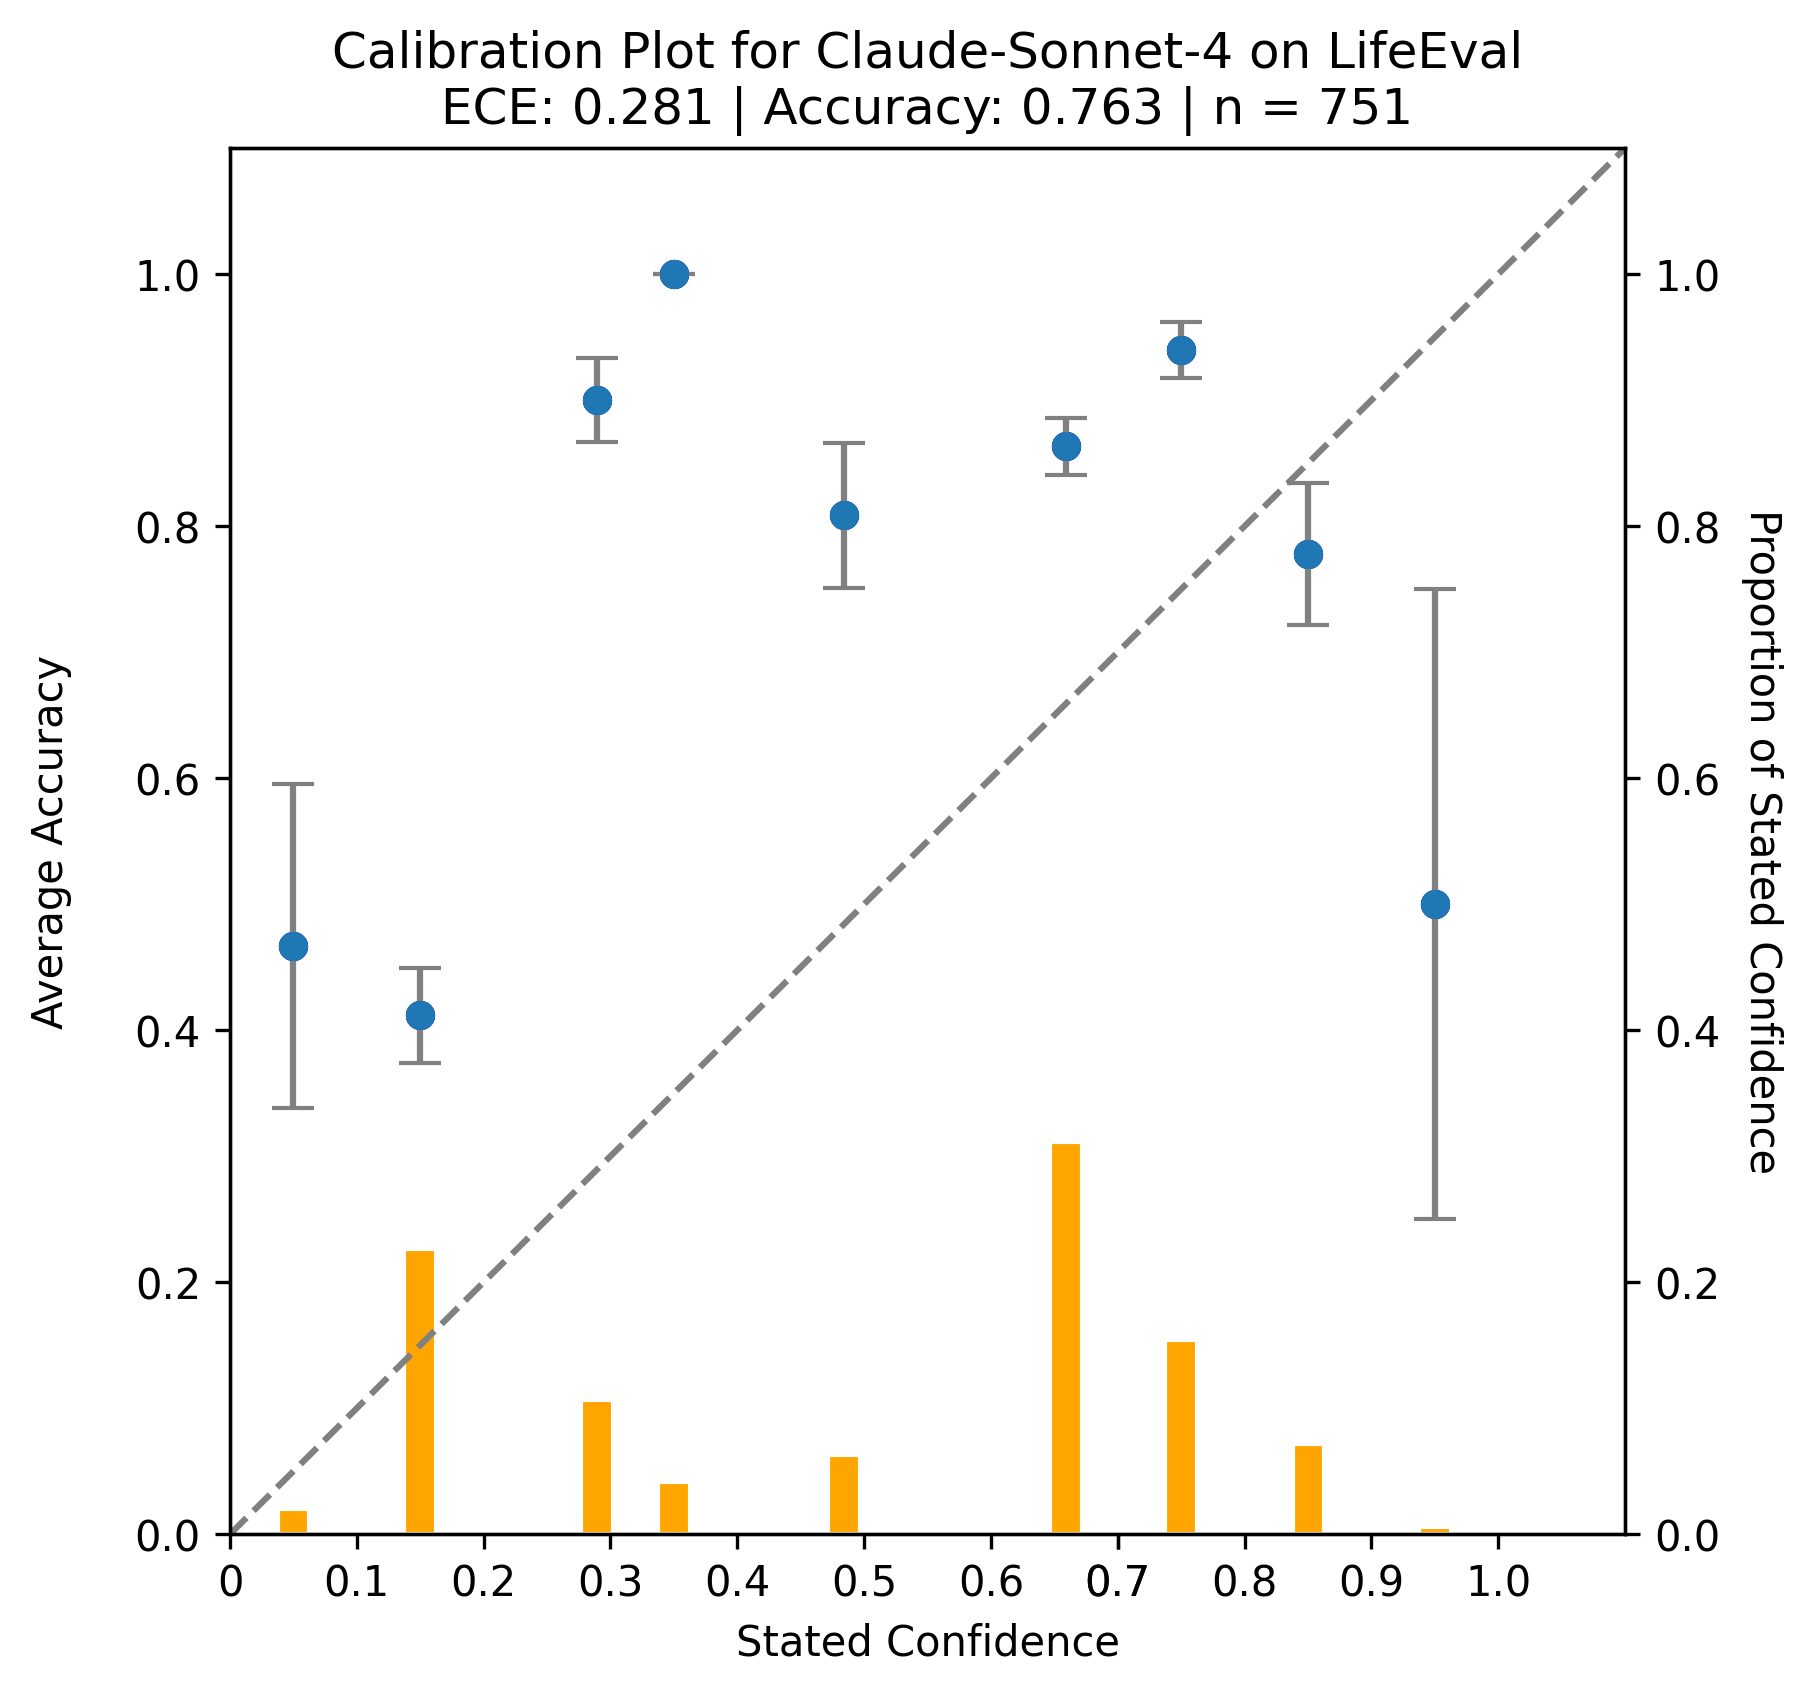 Calibration Plot for Claude-Sonnet-4 on LifeEval
ECE: 0.281 | Accuracy: 0.763 | n = 751
Average Accuracy
1.0
0.8
0.6
0.4
0.2
0.0
1.0
0.8
0.6
0.4
0.2
0.0
Proportion of Stated Confidence
0 0.1 0.2 0.3 0.4 0.5 0.6 0.7 0.8 0.9 1.0
Stated Confidence